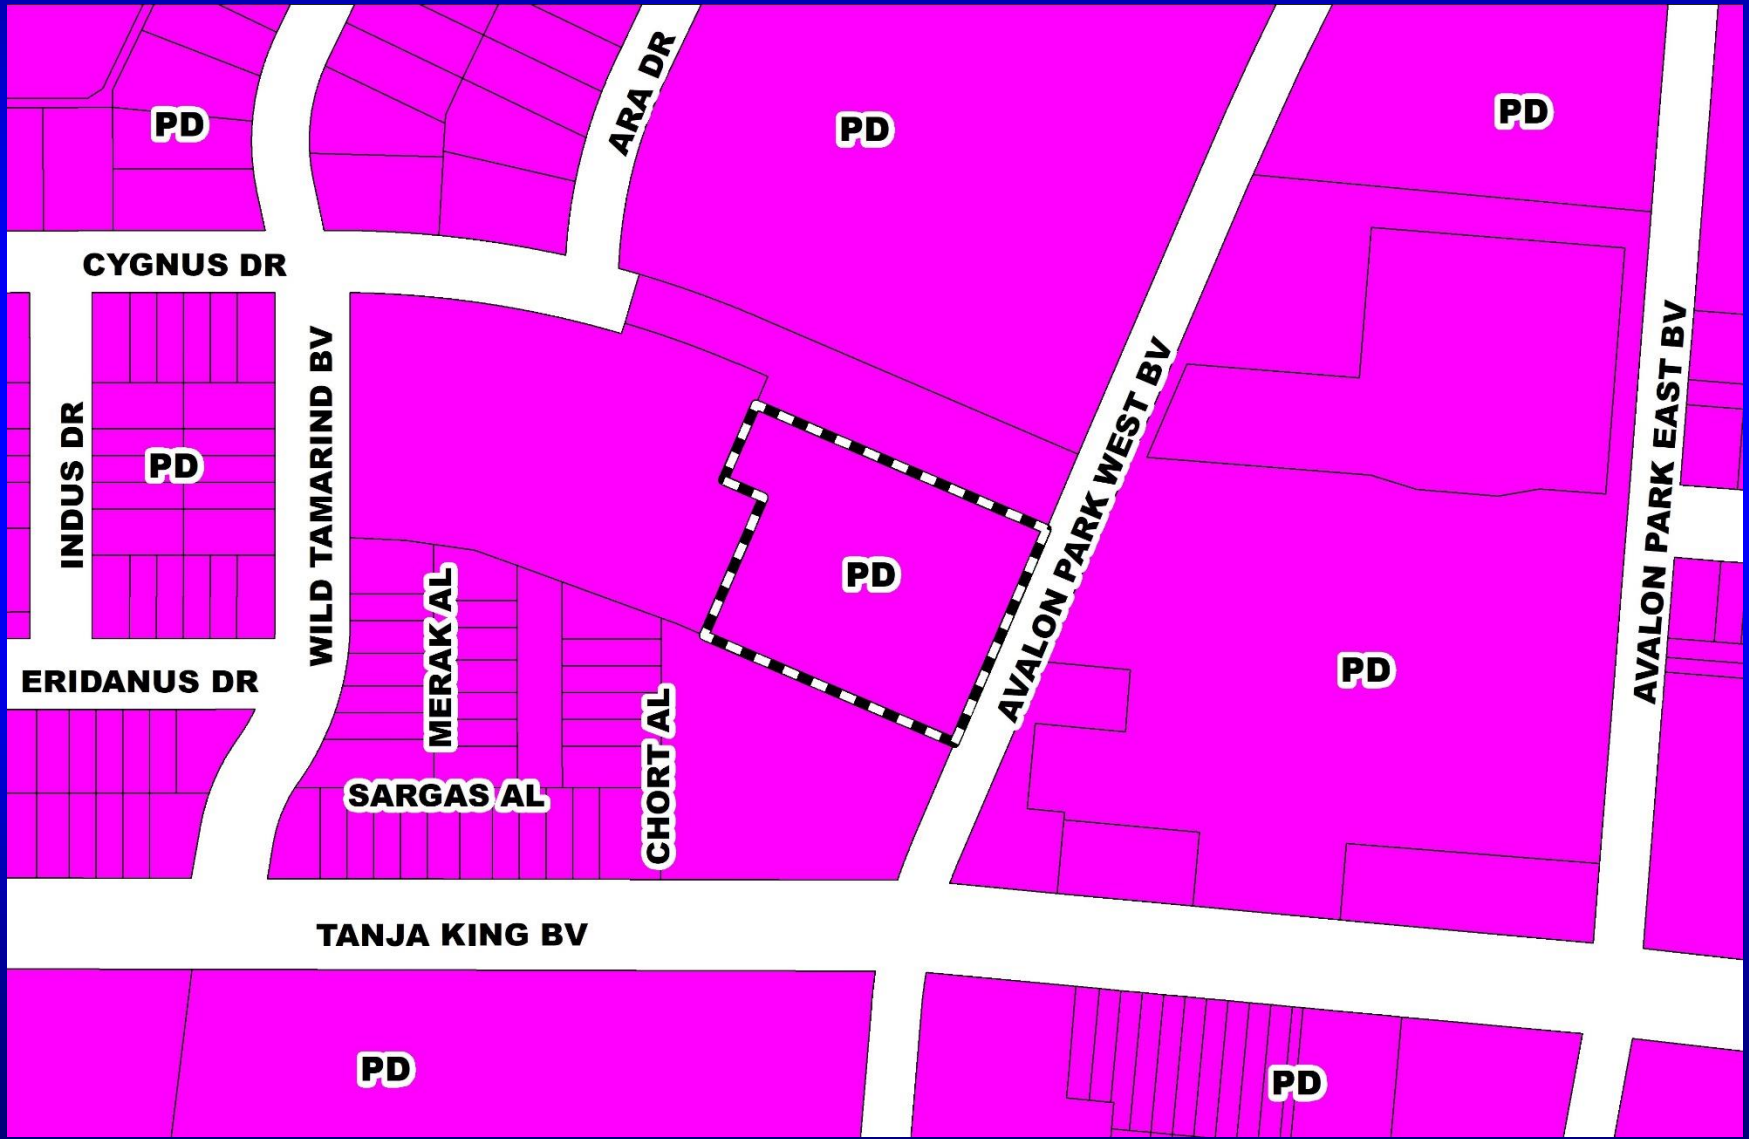 ARA DR
PD
PD
PD
CYGNUS DR
WILD TAMARIND BV
AVALON PARK WEST BV
AVALON PARK EAST BV
INDUS DR
PD
PD
MERAK AL
PD
ERIDANUS DR
CHORT AL
SARGAS AL
TANJA KING BV
PD
PD